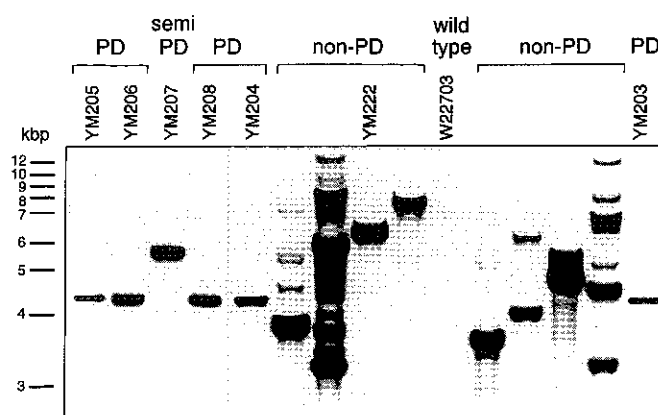 semi
PD PD PD non-PD wild type non-PD PD
YM205 YM206 YM207 YM208 YM204 YM222 W22703 YM203
kbp
12
10
9
8
7
6
5
4
3